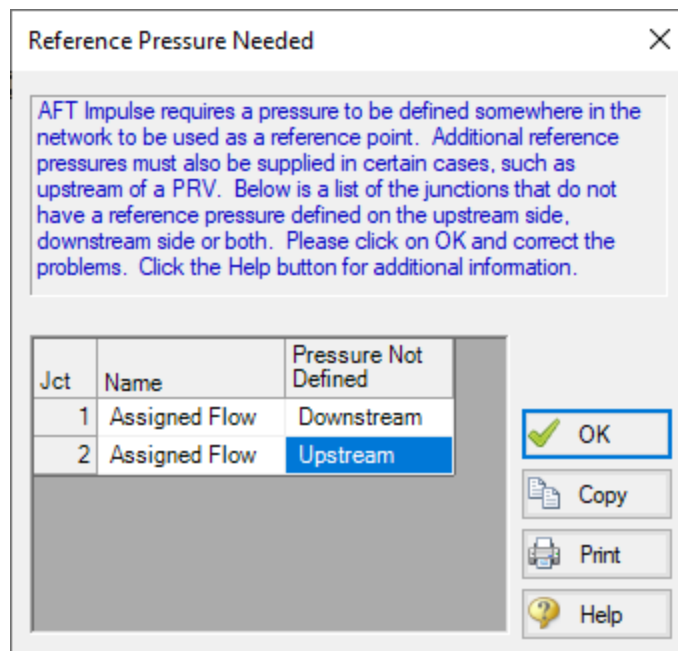 Reference Pressure Needed
AFT Impulse requires a pressure to be defined somewhere in the
network to be used as a reference point. Additional reference
pressures must also be supplied in certain cases, such as
upstream of a PRV. Below is a list of the junctions that do not
have a reference pressure defined on the upstream side,
downstream side or both. Please click on OK and correct the
problems. Click the Help button for additional information.
Jct Name Pressure Not Defined
1 Assigned Flow Downstream
2 Assigned Flow Upstream
OK
Copy
Print
Help